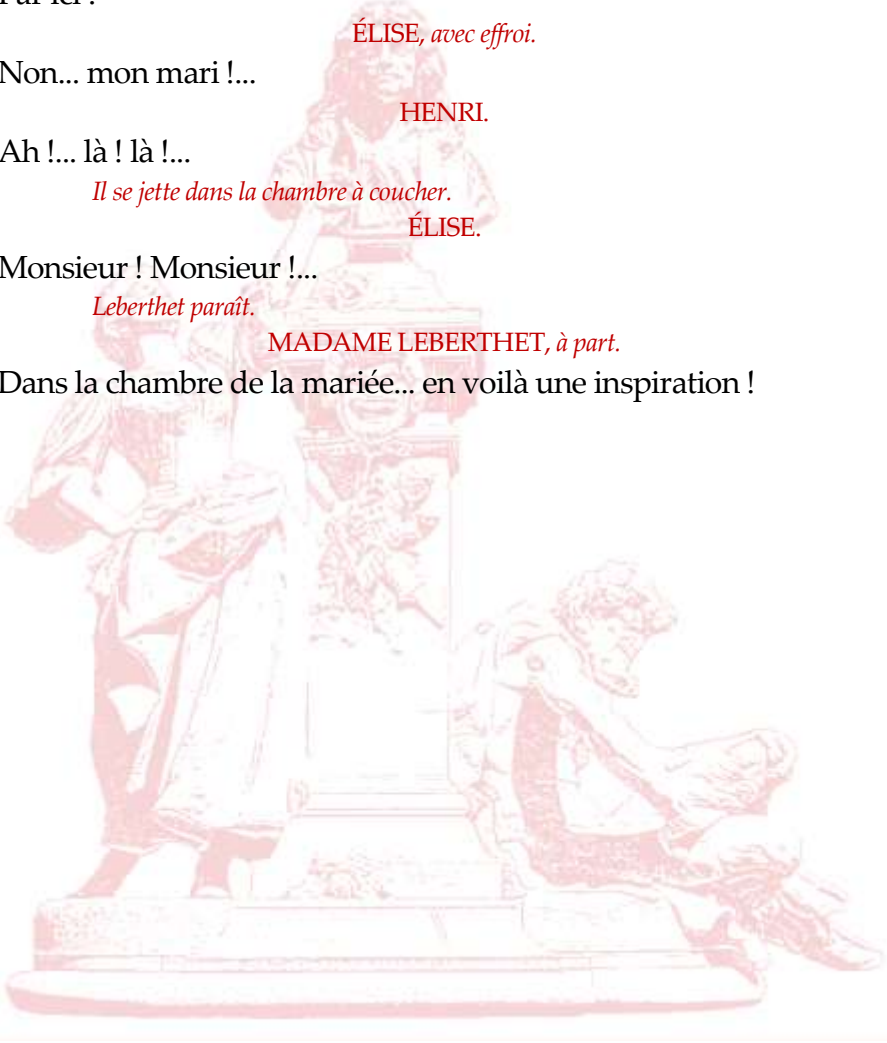 ÉLISE, avec effroi.
Non... mon mari !...
HENRI.
Ah !... là ! là !...
Il se jette dans la chambre à coucher.
ÉLISE.
Monsieur ! Monsieur !...
Leberthet paraît.
MADAME LEBERTHET, à part.
Dans la chambre de la mariée... en voilà une inspiration !